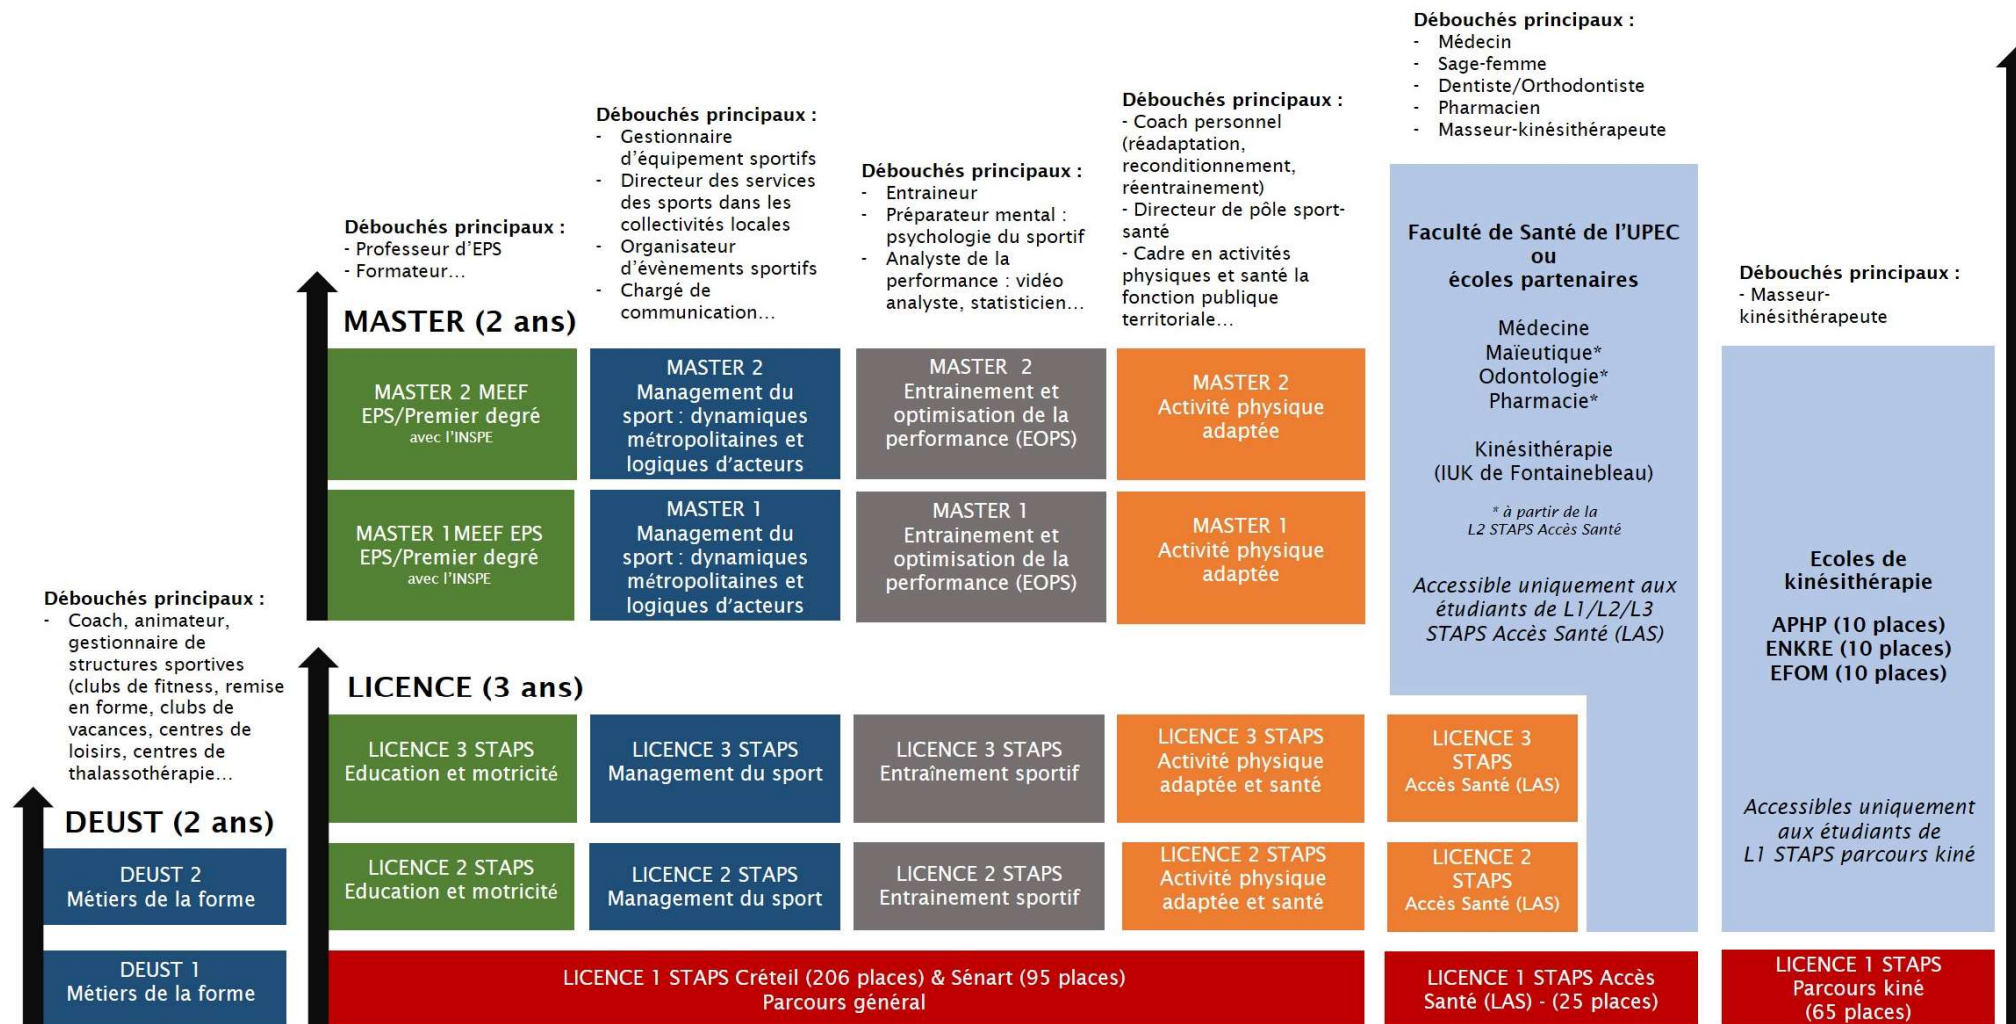 Débouchés principaux :
- Coach, animateur,
gestionnaire de
structures sportives
(clubs de fitness, remise
en forme, clubs de
vacances, centres de
loisirs, centres de
thalassothérapie…
DEUST (2 ans)
DEUST 2
Métiers de la forme
DEUST 1
Métiers de la forme
Débouchés principaux :
- Professeur d’EPS
- Formateur…
MASTER (2 ans)
MASTER 2 MEEF
EPS/Premier degré
avec l’INSPE
MASTER 1MEEF EPS
EPS/Premier degré
avec l’INSPE
Débouchés principaux :
- Gestionnaire
d’équipement sportifs
- Directeur des services
des sports dans les
collectivités locales
- Organisateur
d’évènements sportifs
- Chargé de
communication…
MASTER 2
Management du
sport : dynamiques
métropolitaines et
logiques d’acteurs
MASTER 1
Management du
sport : dynamiques
métropolitaines et
logiques d’acteurs
Débouchés principaux :
- Entraineur
- Préparateur mental :
psychologie du sportif
- Analyste de la
performance : vidéo
analyste, statisticien…
MASTER 2
Entrainement et
optimisation de la
performance (EOPS)
MASTER 1
Entrainement et
optimisation de la
performance (EOPS)
Débouchés principaux :
- Coach personnel
(réadaptation,
reconditionnement,
réentrainement)
- Directeur de pôle sport-
santé
- Cadre en activités
physiques et santé la
fonction publique
territoriale…
MASTER 2
Activité physique
adaptée
MASTER 1
Activité physique
adaptée
LICENCE (3 ans)
LICENCE 3 STAPS
Education et motricité
LICENCE 3 STAPS
Management du sport
LICENCE 3 STAPS
Entraînement sportif
LICENCE 3 STAPS
Activité physique
adaptée et santé
LICENCE 3
STAPS
Accès Santé (LAS)
LICENCE 2 STAPS
Education et motricité
LICENCE 2 STAPS
Management du sport
LICENCE 2 STAPS
Entrainement sportif
LICENCE 2 STAPS
Activité physique
adaptée et santé
LICENCE 2
STAPS
Accès Santé (LAS)
LICENCE 1 STAPS Créteil (206 places) & Sénart (95 places)
Parcours général
Débouchés principaux :
- Médecin
- Sage-femme
- Dentiste/Orthodontiste
- Pharmacien
- Masseur-kinésithérapeute
Faculté de Santé de l’UPEC
ou
écoles partenaires
Médecine
Maïeutique*
Odontologie*
Pharmacie*
Kinésithérapie
(IUK de Fontainebleau)
* à partir de la
L2 STAPS Accès Santé
Accessible uniquement aux
étudiants de L1/L2/L3
STAPS Accès Santé (LAS)
LICENCE 1 STAPS Accès
Santé (LAS) - (25 places)
Débouchés principaux :
- Masseur-
kinésithérapeute
Ecoles de
kinésithérapie
APHP (10 places)
ENKRE (10 places)
EFOM (10 places)
Accessibles uniquement
aux étudiants de
L1 STAPS parcours kiné
LICENCE 1 STAPS
Parcours kiné
(65 places)